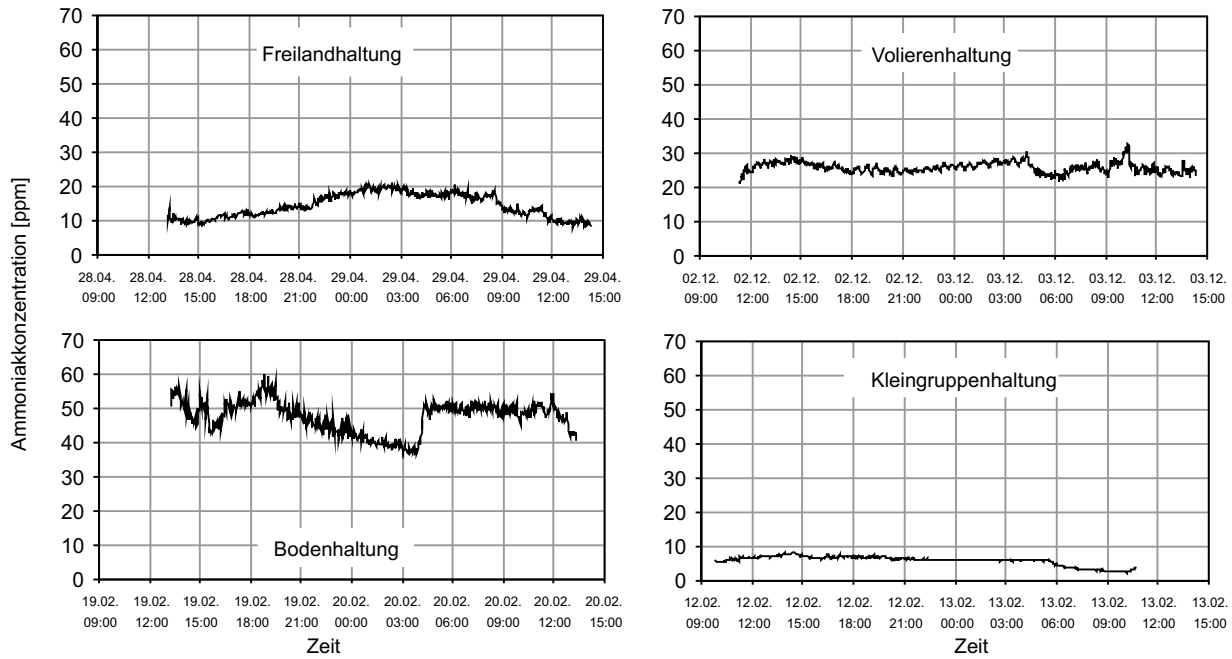 Ammoniakkonzentration [ppm]
Freilandhaltung
70
60
50
40
30
20
10
0
28.04. 28.04. 28.04. 28.04. 28.04. 29.04. 29.04. 29.04. 29.04. 29.04. 29.04.
09:00 12:00 15:00 18:00 21:00 00:00 03:00 06:00 09:00 12:00 15:00
Volierenhaltung
70
60
50
40
30
20
10
0
02.12. 02.12. 02.12. 02.12. 02.12. 03.12. 03.12. 03.12. 03.12. 03.12. 03.12.
09:00 12:00 15:00 18:00 21:00 00:00 03:00 06:00 09:00 12:00 15:00
70
60
50
40
30
20
10
0
Bodenhaltung
19.02. 19.02. 19.02. 19.02. 19.02. 20.02. 20.02. 20.02. 20.02. 20.02. 20.02.
09:00 12:00 15:00 18:00 21:00 00:00 03:00 06:00 09:00 12:00 15:00
Zeit
Kleingruppenhaltung
70
60
50
40
30
20
10
0
12.02. 12.02. 12.02. 12.02. 12.02. 13.02. 13.02. 13.02. 13.02. 13.02. 13.02.
09:00 12:00 15:00 18:00 21:00 00:00 03:00 06:00 09:00 12:00 15:00
Zeit